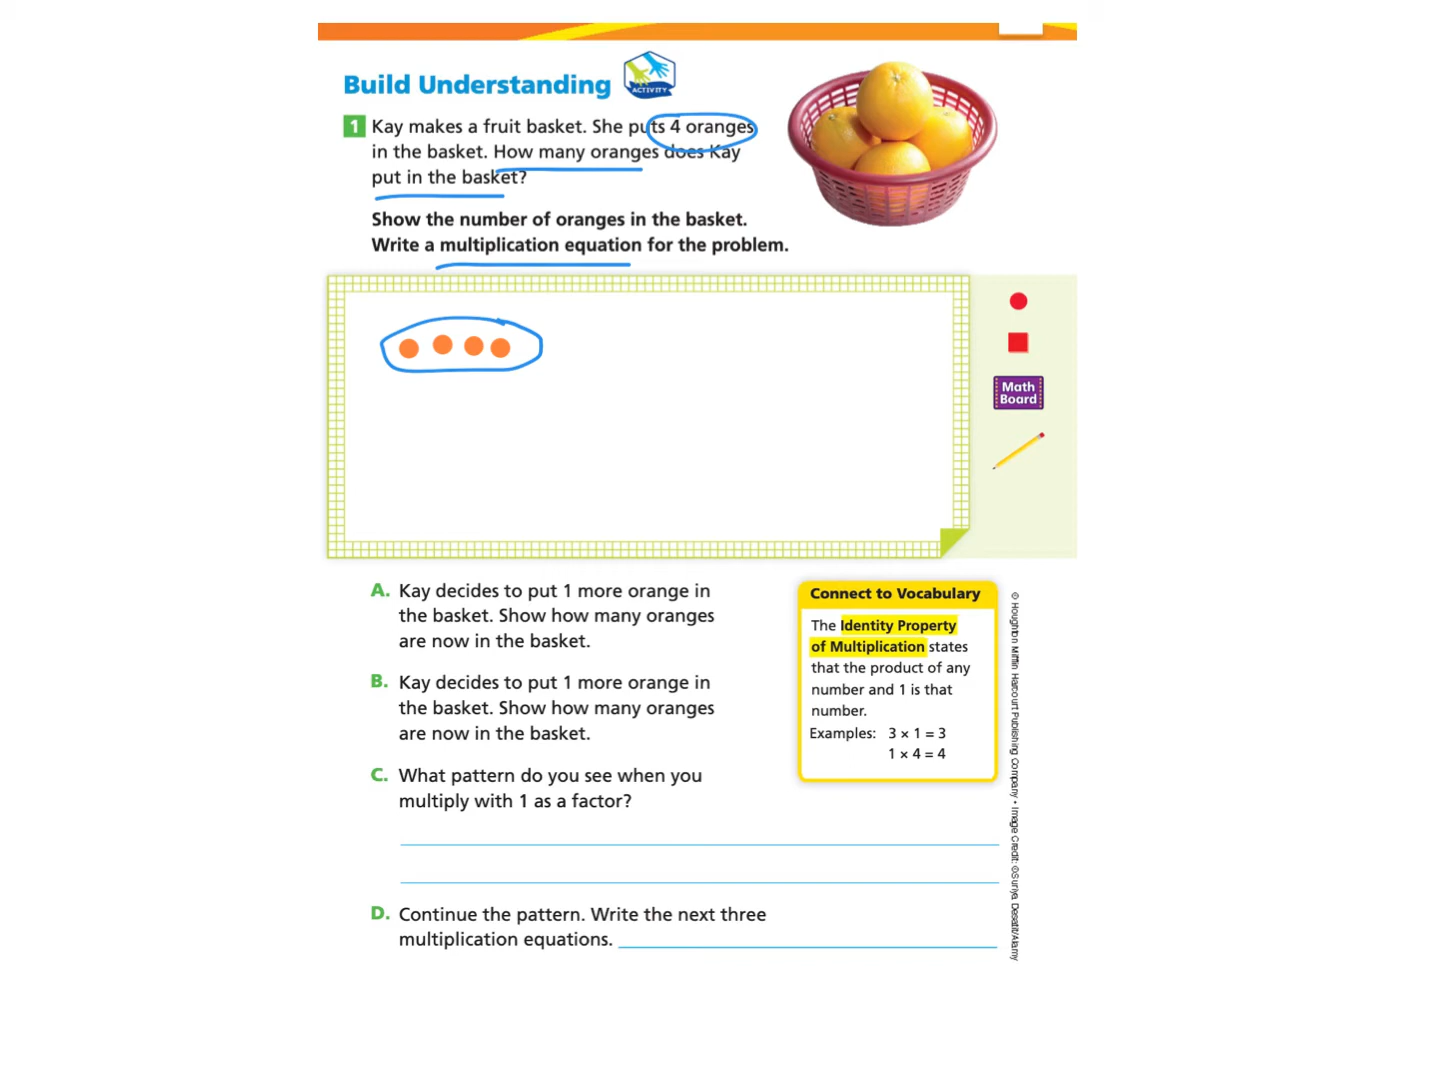 Build Understanding
ACTIVITY
1 Kay makes a fruit basket. She puts 4 oranges
in the basket. How many oranges does Kay
put in the basket?
Show the number of oranges in the basket.
Write a multiplication equation for the problem.
Math
Board
A. Kay decides to put 1 more orange in
the basket. Show how many oranges
are now in the basket.
B. Kay decides to put 1 more orange in
the basket. Show how many oranges
are now in the basket.
C. What pattern do you see when you
multiply with 1 as a factor?
D. Continue the pattern. Write the next three
multiplication equations.
Connect to Vocabulary
The Identity Property
of Multiplication states
that the product of any
number and 1 is that
number.
Examples: 3 × 1 = 3
1 × 4 = 4
© Houghton Mifflin Harcourt Publishing Company • Image Credit: ©Suriya Desatit/Alamy